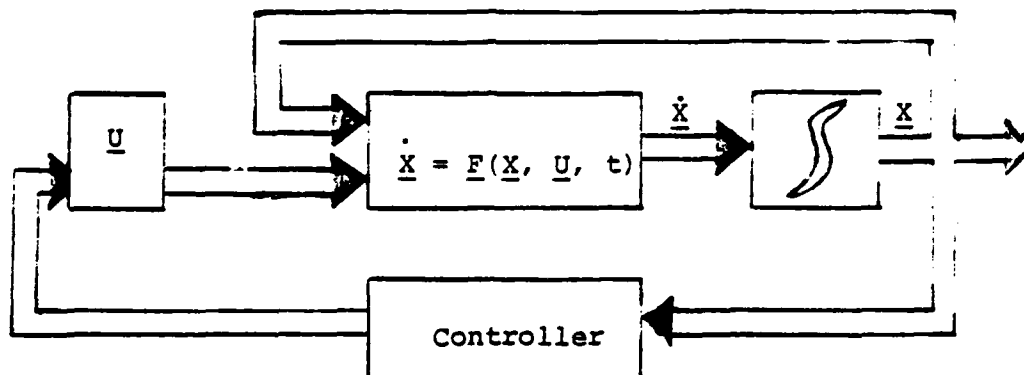 U̲
Ẋ̲ = F̲(X̲, U̲, t)
Ẋ̲
∫
X̲
Controller